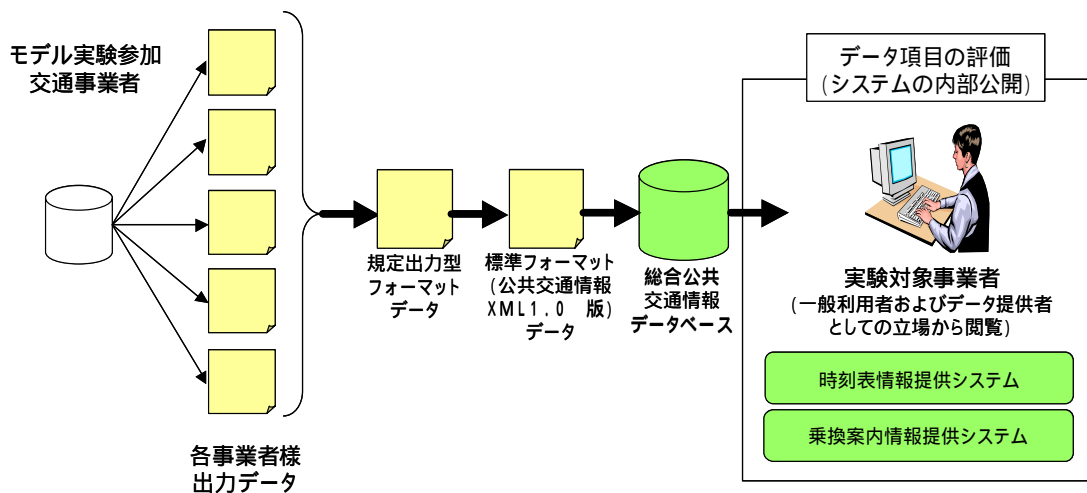 モデル実験参加
交通事業者
各事業者様
出力データ
規定出力型
フォーマット
データ
標準フォーマット
(公共交通情報
XML1.0 版)
データ
総合公共
交通情報
データベース
データ項目の評価
(システムの内部公開)
実験対象事業者
(一般利用者およびデータ提供者
としての立場から閲覧)
時刻表情報提供システム
乗換案内情報提供システム